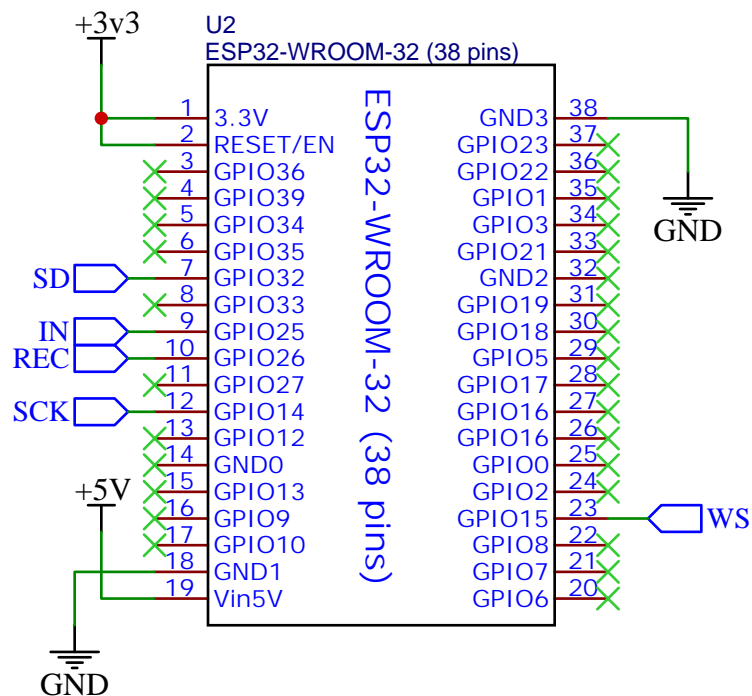 +3v3
U2
ESP32-WROOM-32 (38 pins)
ESP32-WROOM-32 (38 pins)
1 3.3V GND3 38
2 RESET/EN GPIO23 37
3 GPIO36 GPIO22 36
4 GPIO39 GPIO1 35
5 GPIO34 GPIO3 34
6 GPIO35 GPIO21 33
SD 7 GPIO32 GND2 32
8 GPIO33 GPIO19 31
IN 9 GPIO25 GPIO18 30
REC 10 GPIO26 GPIO5 29
11 GPIO27 GPIO17 28
SCK 12 GPIO14 GPIO16 27
13 GPIO12 GPIO16 26
14 GND0 GPIO0 25
15 GPIO13 GPIO2 24
16 GPIO9 GPIO15 23 WS
17 GPIO10 GPIO8 22
18 GND1 GPIO7 21
19 Vin5V GPIO6 20
GND
+5V
GND